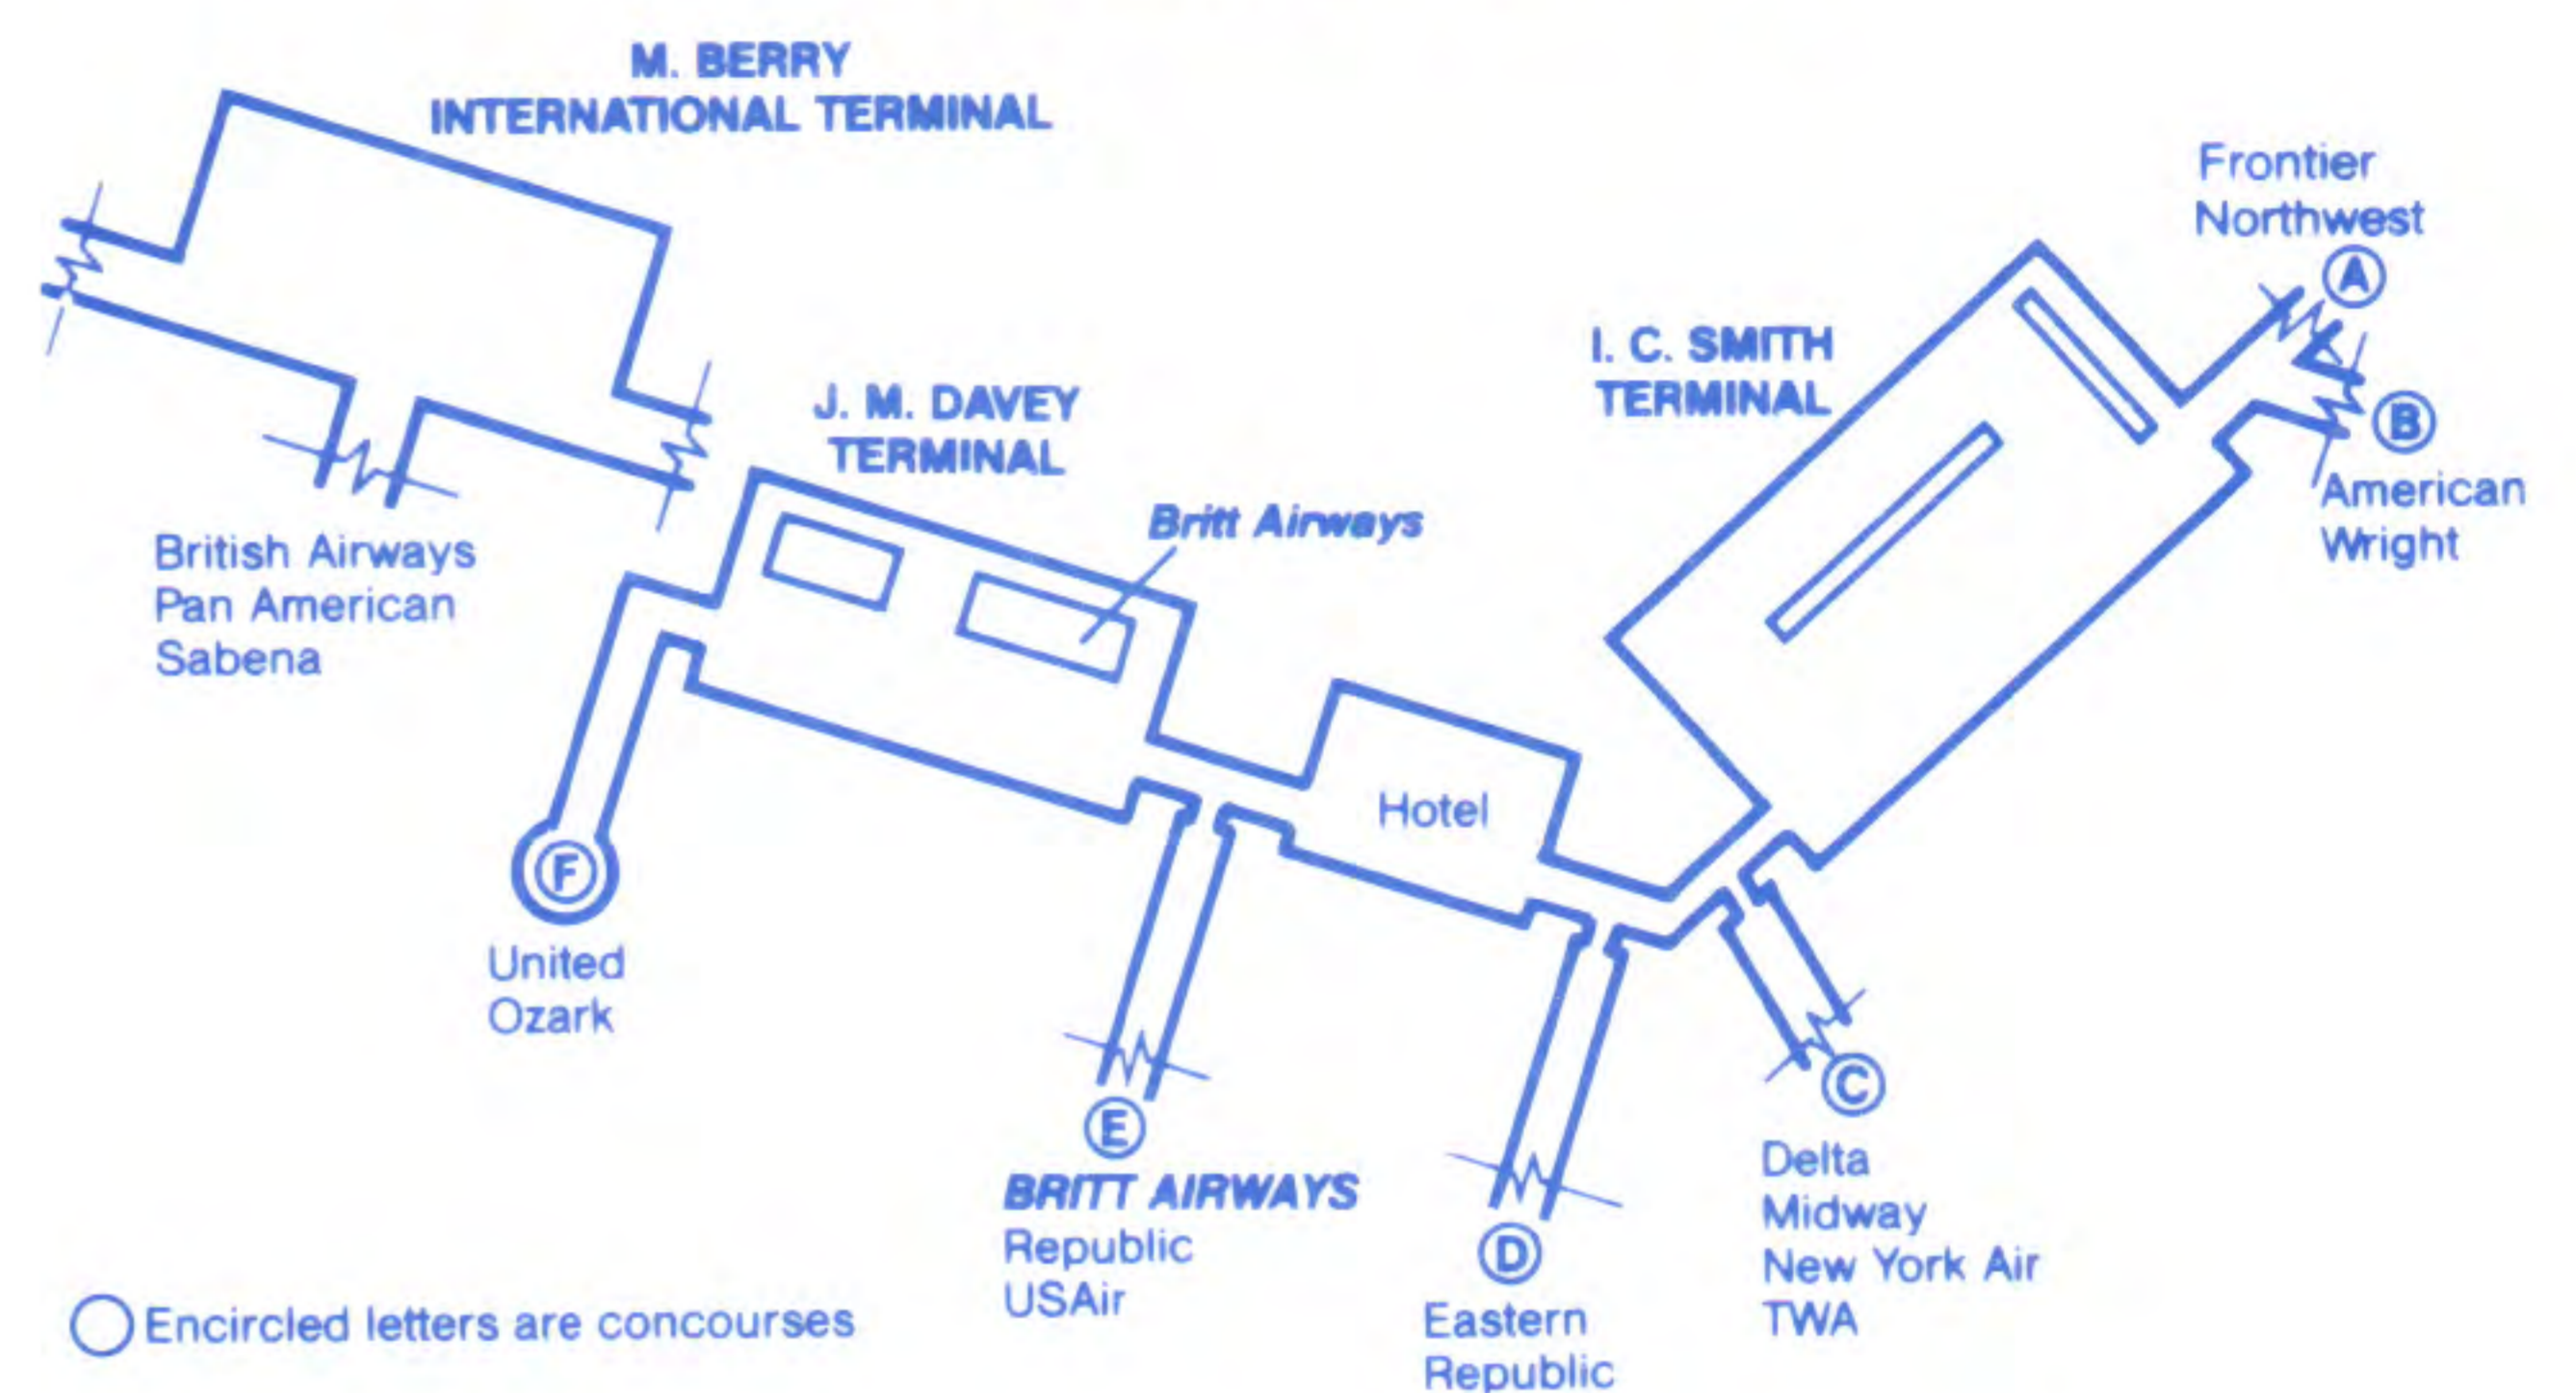 M. BERRY
INTERNATIONAL TERMINAL
British Airways
Pan American
Sabena
J. M. DAVEY
TERMINAL
Britt Airways
I. C. SMITH
TERMINAL
Frontier
Northwest
A
B
American
Wright
Hotel
F
United
Ozark
E
BRITT AIRWAYS
Republic
USAir
D
Eastern
Republic
C
Delta
Midway
New York Air
TWA
Encircled letters are concourses